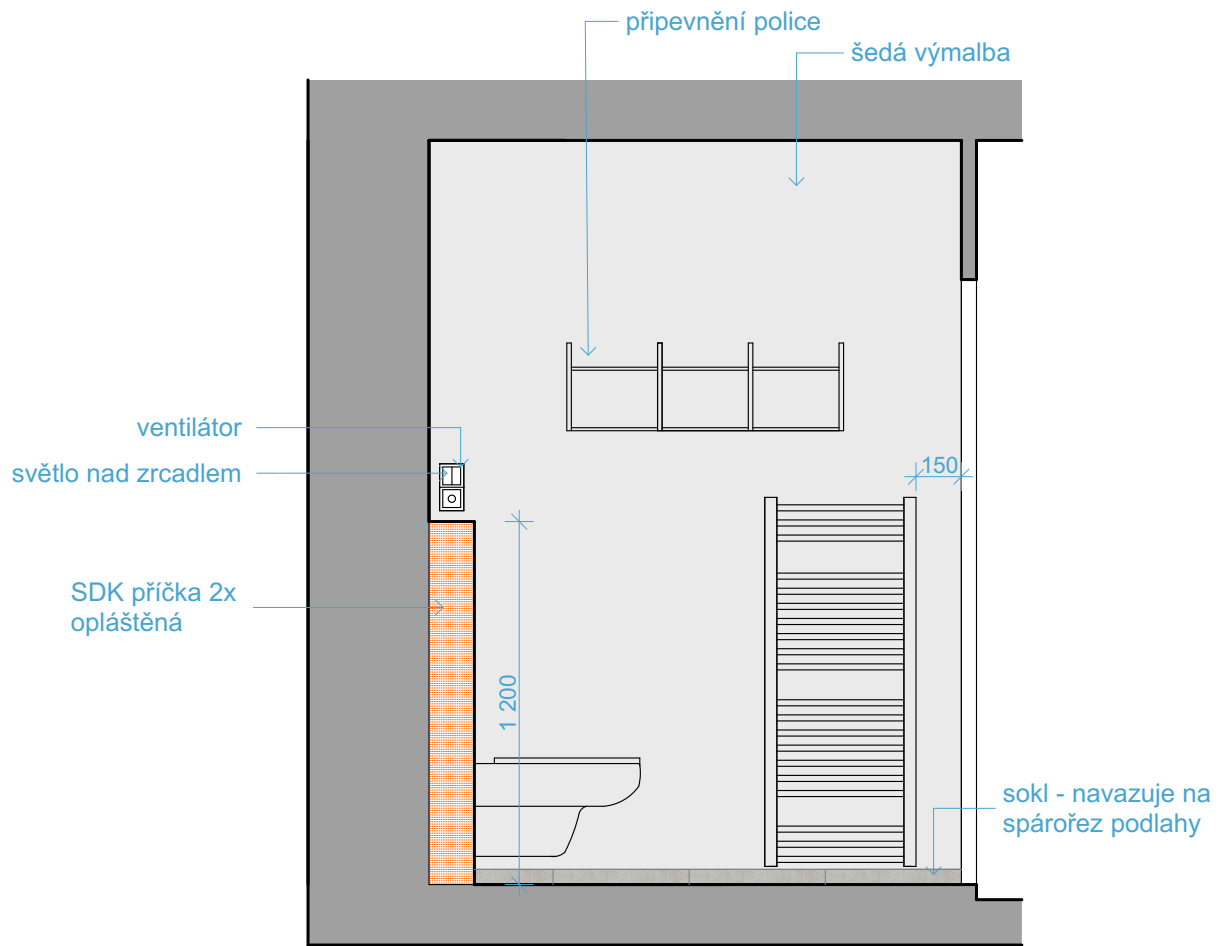 připevnění police
šedá výmalba
ventilátor
světlo nad zrcadlem
150
SDK příčka 2x
opláštěná
1 200
sokl - navazuje na
spárořez podlahy